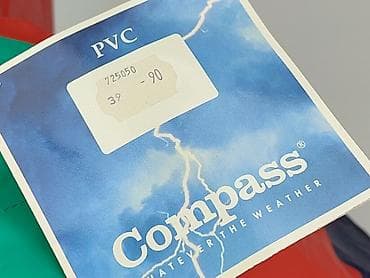 PVC
725050
39 - 90
Compass®
WHATEVER THE WEATHER